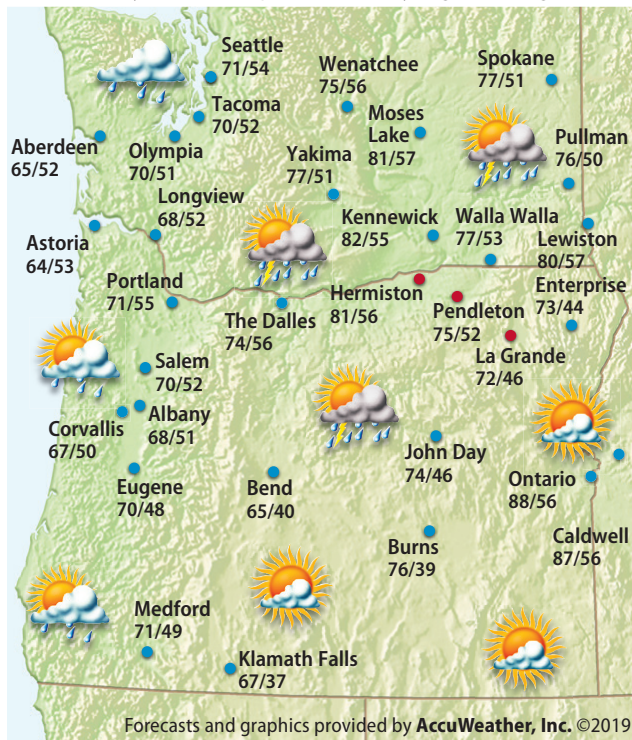 Seattle
71/54
Wenatchee
75/56
Spokane
77/51
Tacoma
70/52
Moses
Lake
81/57
Pullman
76/50
Aberdeen
65/52
Olympia
70/51
Yakima
77/51
Longview
68/52
Kennewick
82/55
Walla Walla
77/53
Lewiston
80/57
Astoria
64/53
Portland
71/55
The Dalles
74/56
Hermiston
81/56
Pendleton
75/52
Enterprise
73/44
La Grande
72/46
Salem
70/52
Albany
68/51
Corvallis
67/50
John Day
74/46
Ontario
88/56
Eugene
70/48
Bend
65/40
Caldwell
87/56
Burns
76/39
Medford
71/49
Klamath Falls
67/37
Forecasts and graphics provided by AccuWeather, Inc. ©2019